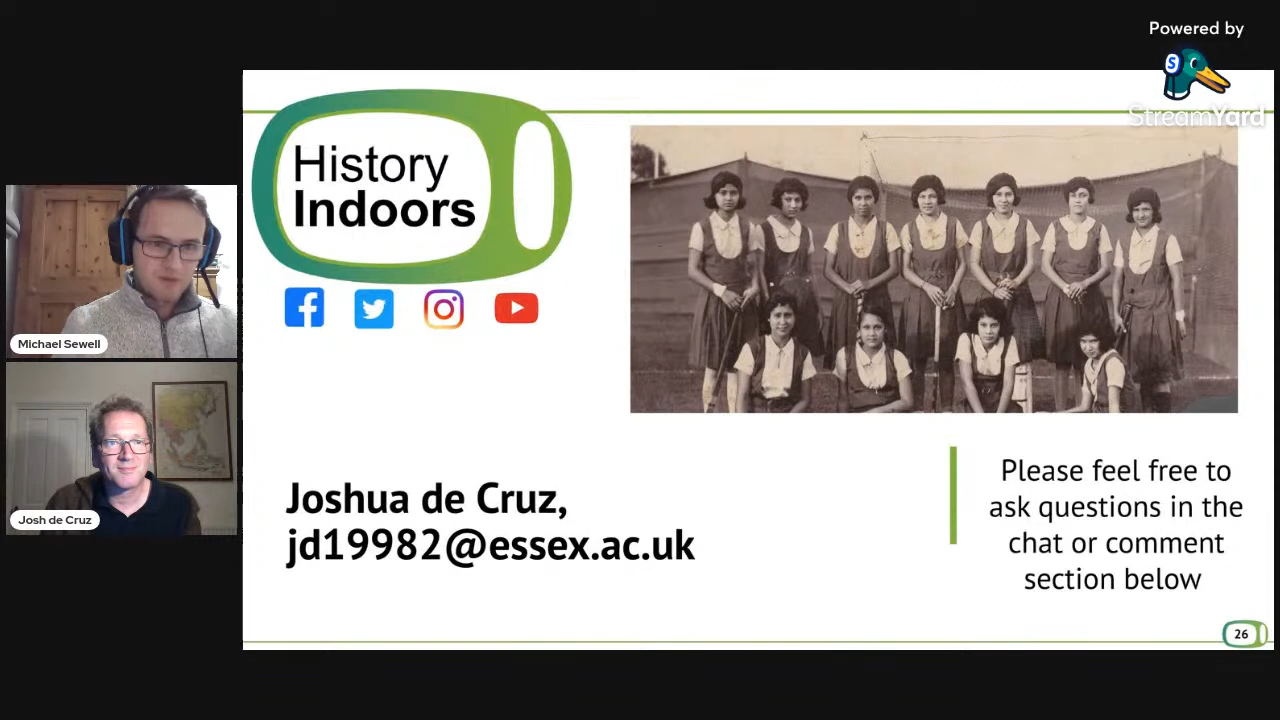 Powered by
S
StreamYard
History
Indoors
Michael Sewell
Josh de Cruz
Joshua de Cruz,
jd19982@essex.ac.uk
Please feel free to
ask questions in the
chat or comment
section below
26